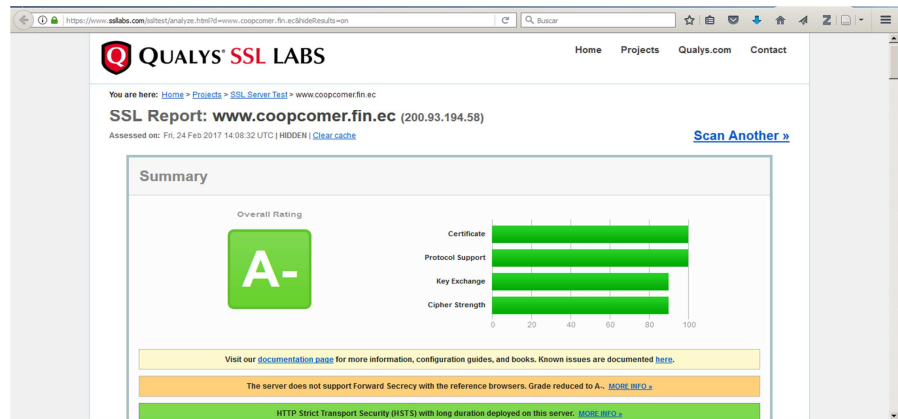 https://www.ssllabs.com/ssltest/analyze.html?d=www.coopcomer.fin.ec&hideResults=on
Buscar
QUALYS® SSL LABS
Home Projects Qualys.com Contact
You are here: Home > Projects > SSL Server Test > www.coopcomer.fin.ec
SSL Report: www.coopcomer.fin.ec (200.93.194.58)
Assessed on: Fri, 24 Feb 2017 14:08:32 UTC | HIDDEN | Clear cache
Scan Another »
Summary
Overall Rating
A-
Certificate
Protocol Support
Key Exchange
Cipher Strength
0 20 40 60 80 100
Visit our documentation page for more information, configuration guides, and books. Known issues are documented here.
The server does not support Forward Secrecy with the reference browsers. Grade reduced to A-. MORE INFO »
HTTP Strict Transport Security (HSTS) with long duration deployed on this server. MORE INFO »